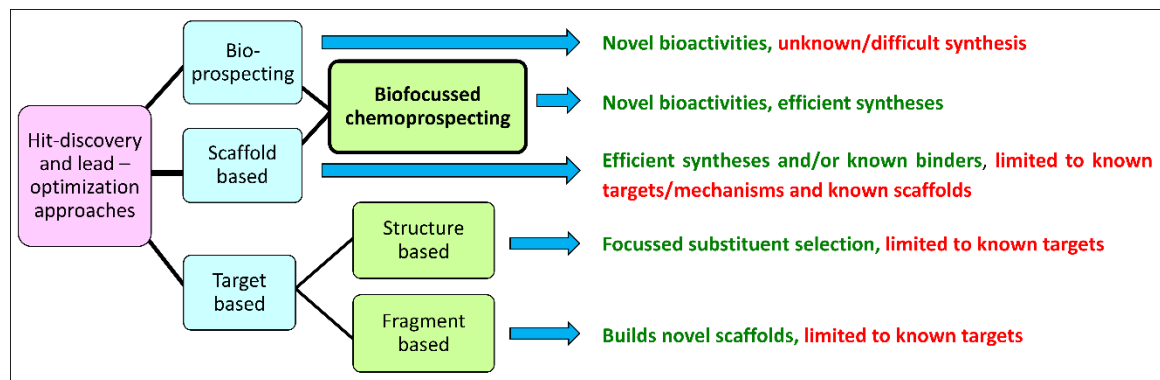 Hit-discovery
and lead –
optimization
approaches
Bio-
prospecting
Scaffold
based
Target
based
Biofocussed
chemoprospecting
Structure
based
Fragment
based
Novel bioactivities, unknown/difficult synthesis
Novel bioactivities, efficient syntheses
Efficient syntheses and/or known binders, limited to known
targets/mechanisms and known scaffolds
Focussed substituent selection, limited to known targets
Builds novel scaffolds, limited to known targets